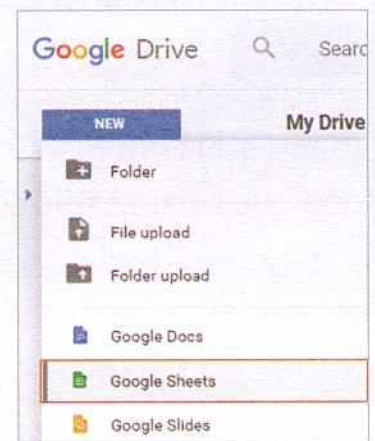 Google Drive Searc
NEW My Drive
Folder
File upload
Folder upload
Google Docs
Google Sheets
Google Slides